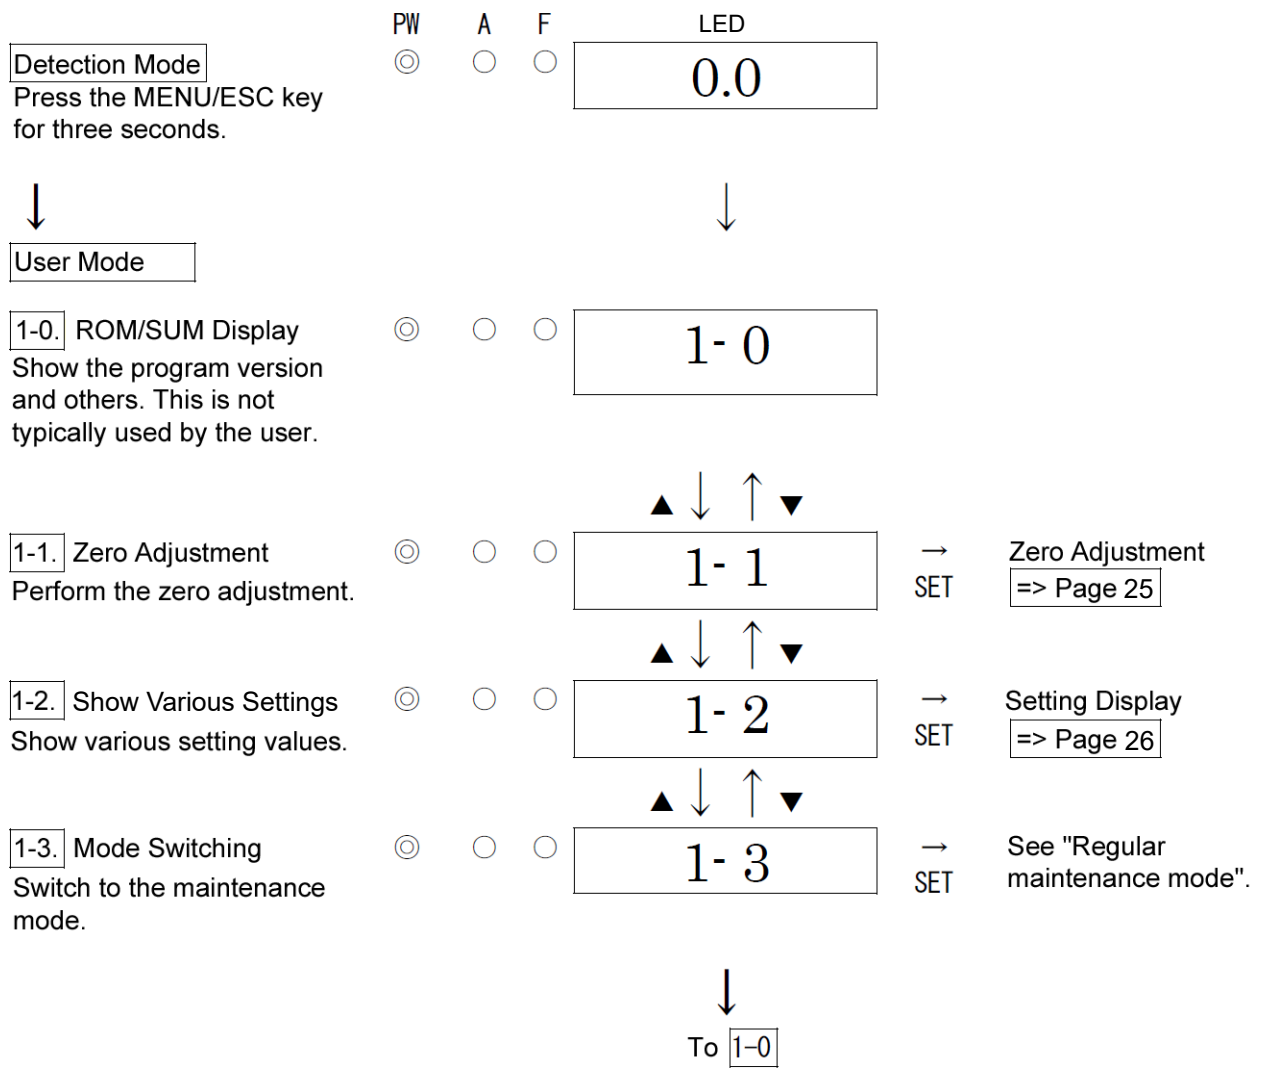 PW A F LED
Detection Mode ◎ ○ ○ 0.0
Press the MENU/ESC key
for three seconds.
↓ ↓
User Mode
1-0. ROM/SUM Display ◎ ○ ○ 1- 0
Show the program version
and others. This is not
typically used by the user.
▲ ↓ ↑ ▼
1-1. Zero Adjustment ◎ ○ ○ 1- 1 → Zero Adjustment
Perform the zero adjustment. SET => Page 25
▲ ↓ ↑ ▼
1-2. Show Various Settings ◎ ○ ○ 1- 2 → Setting Display
Show various setting values. SET => Page 26
▲ ↓ ↑ ▼
1-3. Mode Switching ◎ ○ ○ 1- 3 → See "Regular
Switch to the maintenance SET maintenance mode".
mode.
↓
To 1-0